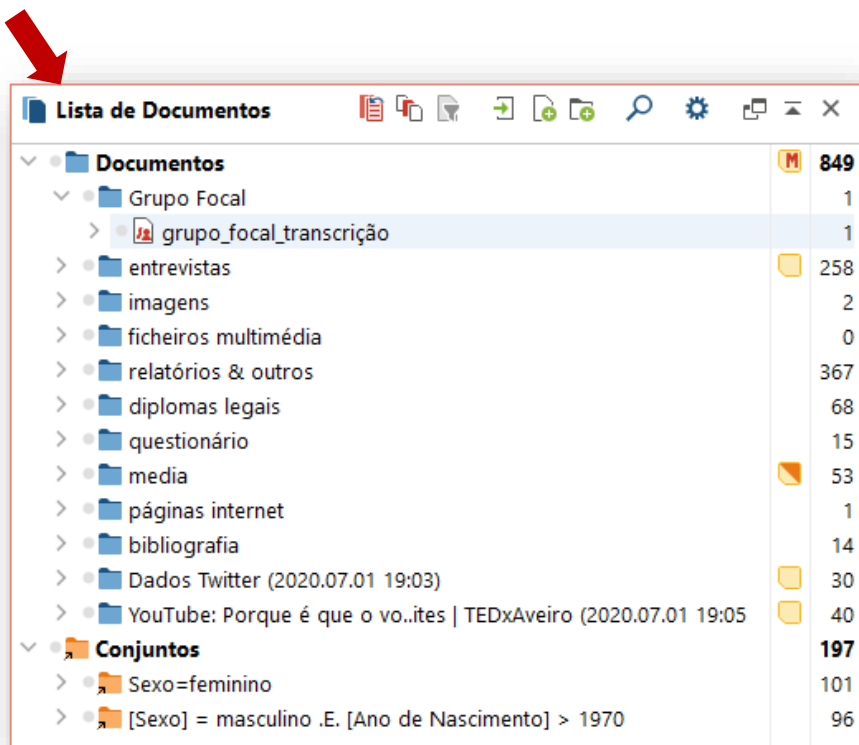 Lista de Documentos
Documentos M 849
Grupo Focal 1
grupo_focal_transcrição 1
entrevistas 258
imagens 2
ficheiros multimédia 0
relatórios & outros 367
diplomas legais 68
questionário 15
media 53
páginas internet 1
bibliografia 14
Dados Twitter (2020.07.01 19:03) 30
YouTube: Porque é que o vo..ites | TEDxAveiro (2020.07.01 19:05 40
Conjuntos 197
Sexo=feminino 101
[Sexo] = masculino .E. [Ano de Nascimento] > 1970 96